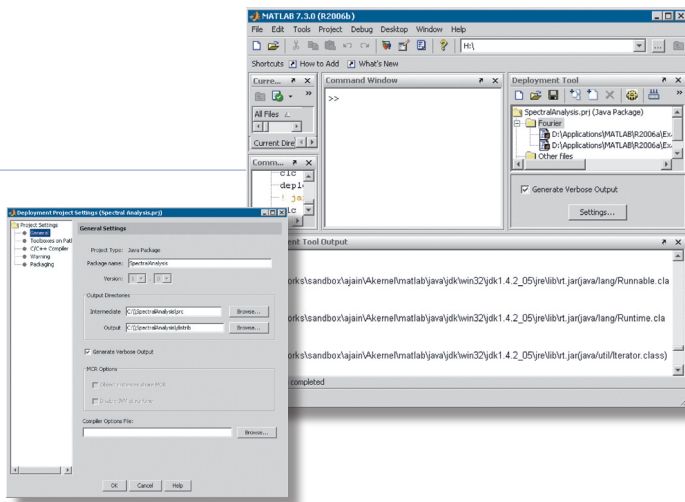 MATLAB 7.3.0 (R2006b)
File Edit Tools Project Debug Desktop Window Help
H:\
Shortcuts How to Add What's New
Curre...
All Files
Current Dire
Comm...
clc
deplo
! ja
clc
Command Window
>>
Deployment Tool
SpectralAnalysis.prj (Java Package)
Fourier
D:\Applications\MATLAB\R2006a\Ex
D:\Applications\MATLAB\R2006a\Ex
Other files
Generate Verbose Output
Settings...
ent Tool Output
orks\sandbox\ajain\Akernel\matlab\java\jdk\win32\jdk1.4.2_05\jre\lib\rt.jar(java/lang/Runnable.cla
orks\sandbox\ajain\Akernel\matlab\java\jdk\win32\jdk1.4.2_05\jre\lib\rt.jar(java/lang/Runtime.cla
orks\sandbox\ajain\Akernel\matlab\java\jdk\win32\jdk1.4.2_05\jre\lib\rt.jar(java/util/Iterator.class)
completed
Deployment Project Settings (Spectral Analysis.prj)
Project Settings
General
Toolboxes on Pat
C/C++ Compiler
Warning
Packaging
General Settings
Project Type: Java Package
Package name: SpectralAnalysis
Version:
Output Directories
Intermediate Browse...
Output Browse...
Generate Verbose Output
MCR Options
Compiler Options File:
Browse...
OK Cancel Help